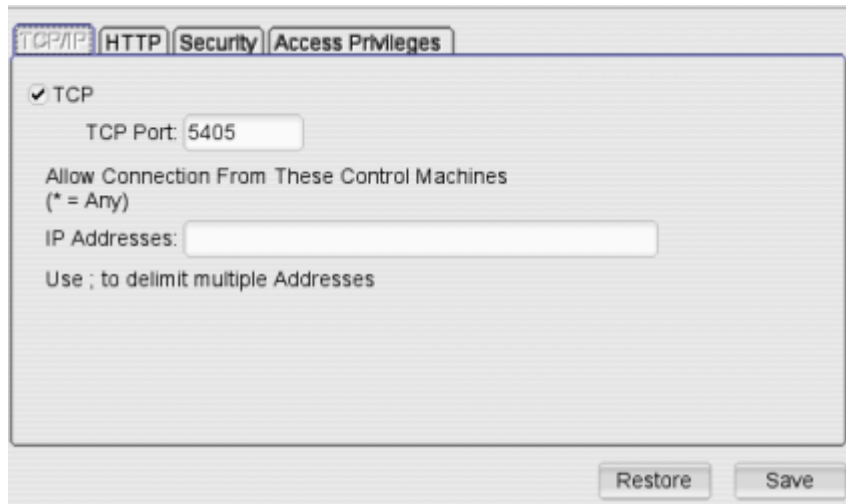 TCP/IP HTTP Security Access Privileges
TCP
TCP Port: 5405
Allow Connection From These Control Machines
(* = Any)
IP Addresses:
Use ; to delimit multiple Addresses
Restore Save